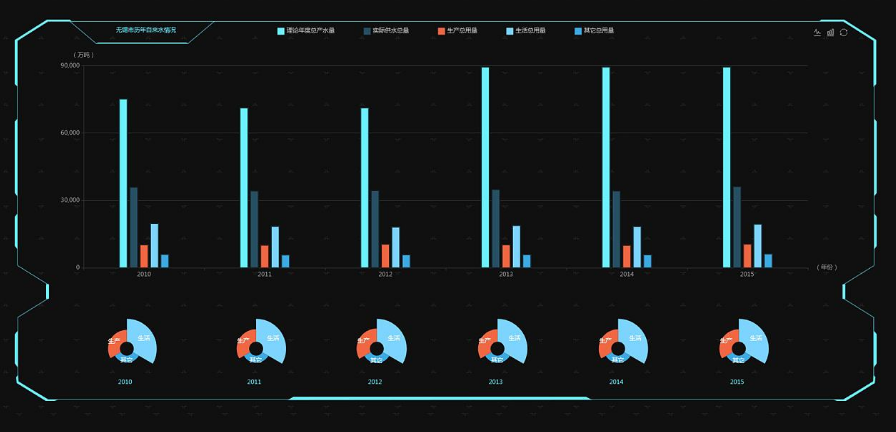 无锡市历年自来水情况
理论年度总产水量 实际供水总量 生产总用量 生活总用量 其它总用量
（万吨）
90,000
60,000
30,000
0
2010 2011 2012 2013 2014 2015
（年份）
生产 生活 其它
生产 生活 其它
生产 生活 其它
生产 生活 其它
生产 生活 其它
生产 生活 其它
2010 2011 2012 2013 2014 2015